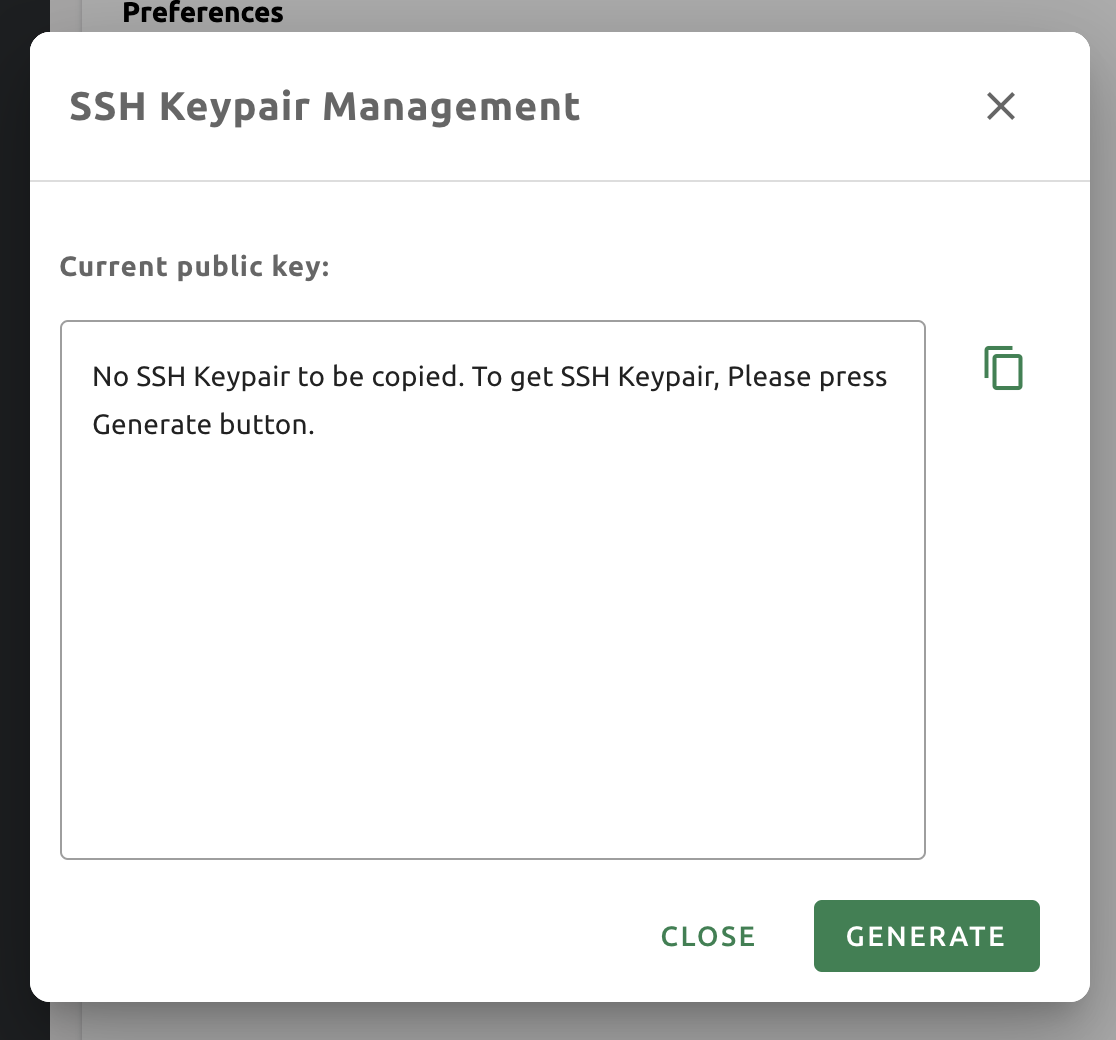 Preferences
SSH Keypair Management
Current public key:
No SSH Keypair to be copied. To get SSH Keypair, Please press
Generate button.
CLOSE
GENERATE